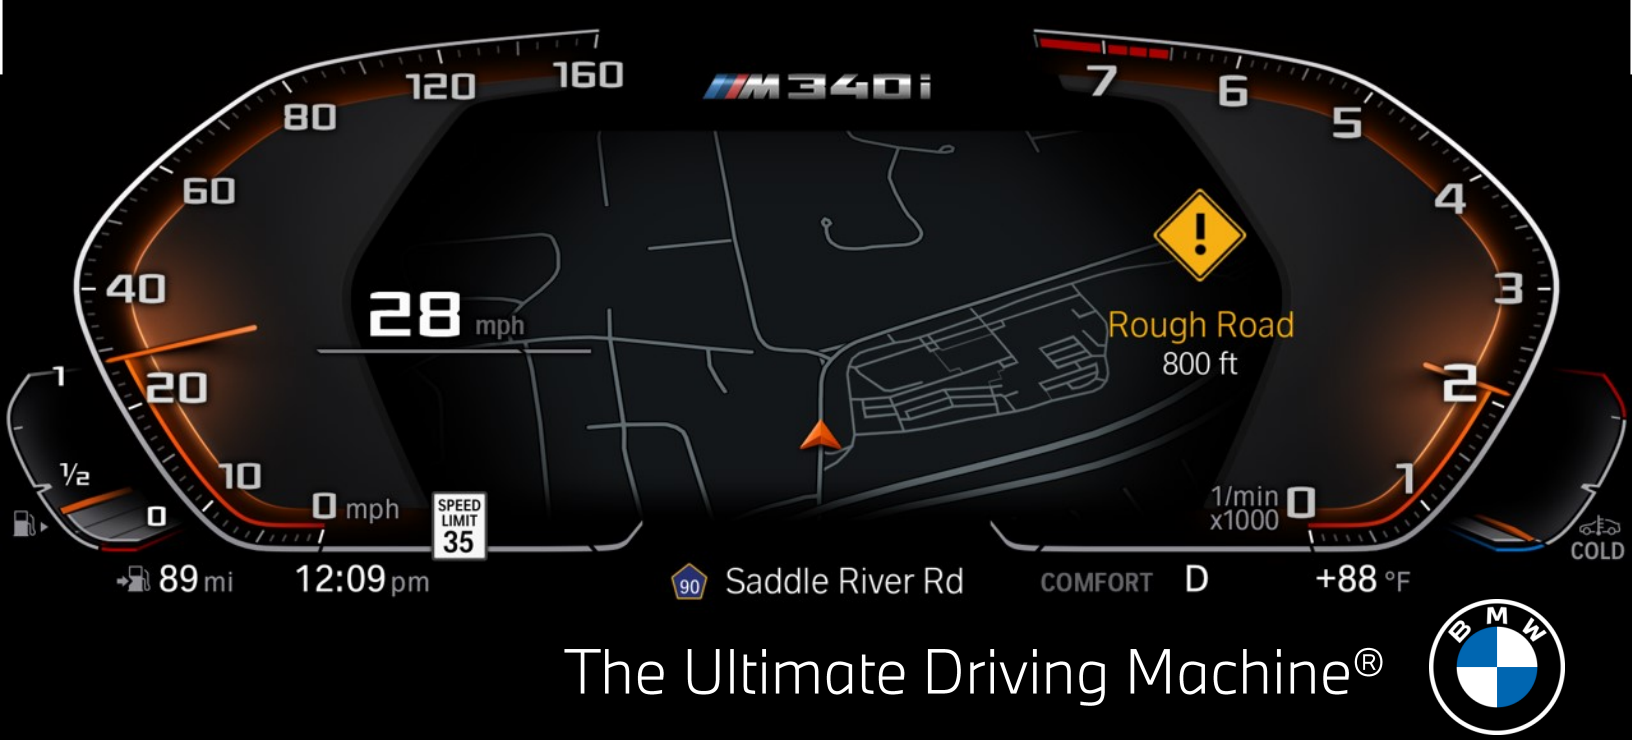 160
120
80
60
40
20
10
0 mph
M340i
7
6
5
4
3
2
1
1/min
x1000
0
28 mph
!
Rough Road
800 ft
1
1/2
0
SPEED
LIMIT
35
COLD
89 mi
12:09 pm
90 Saddle River Rd
COMFORT D
+88 °F
The Ultimate Driving Machine®
BMW